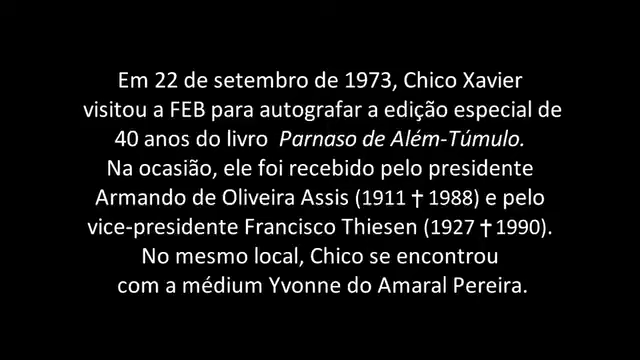 Em 22 de setembro de 1973, Chico Xavier
visitou a FEB para autografar a edição especial de
40 anos do livro Parnaso de Além-Túmulo.
Na ocasião, ele foi recebido pelo presidente
Armando de Oliveira Assis (1911 ✝ 1988) e pelo
vice-presidente Francisco Thiesen (1927 ✝ 1990).
No mesmo local, Chico se encontrou
com a médium Yvonne do Amaral Pereira.